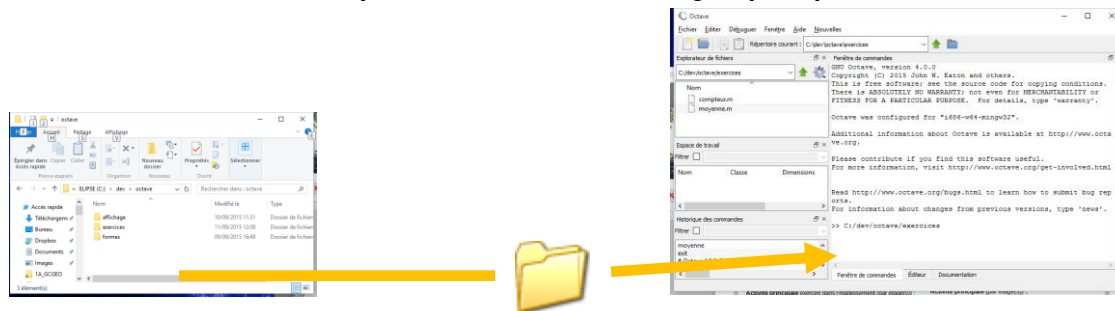 octave
Accueil Partage Affichage
Épingler dans Accès rapide
Copier
Coller
Nouveau dossier
Propriétés
Sélectionner
Presse-papiers Organiser Nouveau Ouvrir
ELIPSE (C:) › dev › octave
Rechercher dans : octave
Nom Modifié le Type
Accès rapide
Bureau
Dropbox
Documents
Images
1A_GCGEO
affichage 10/09/2015 11:31 Dossier de fichier
exercices 11/09/2015 12:08 Dossier de fichier
formes 09/09/2015 16:49 Dossier de fichier
3 élément(s)
Octave
Fichier Éditer Déboguer Fenêtre Aide Nouvelles
Répertoire courant : C:/dev/octave/exercices
Explorateur de fichiers
C:/dev/octave/exercices
Nom
compteur.m
moyenne.m
Espace de travail
Filtrer
Nom Classe Dimensions
Historique des commandes
Filtrer
moyenne
exit
Fenêtre de commandes
GNU Octave, version 4.0.0
Copyright (C) 2015 John W. Eaton and others.
This is free software; see the source code for copying conditions.
There is ABSOLUTELY NO WARRANTY; not even for MERCHANTABILITY or
FITNESS FOR A PARTICULAR PURPOSE.  For details, type 'warranty'.
Octave was configured for "i686-w64-mingw32".
Additional information about Octave is available at http://www.octa
ve.org.
Please contribute if you find this software useful.
For more information, visit http://www.octave.org/get-involved.html
Read http://www.octave.org/bugs.html to learn how to submit bug rep
orts.
For information about changes from previous versions, type 'news'.
>> C:/dev/octave/exercices
Fenêtre de commandes Éditeur Documentation